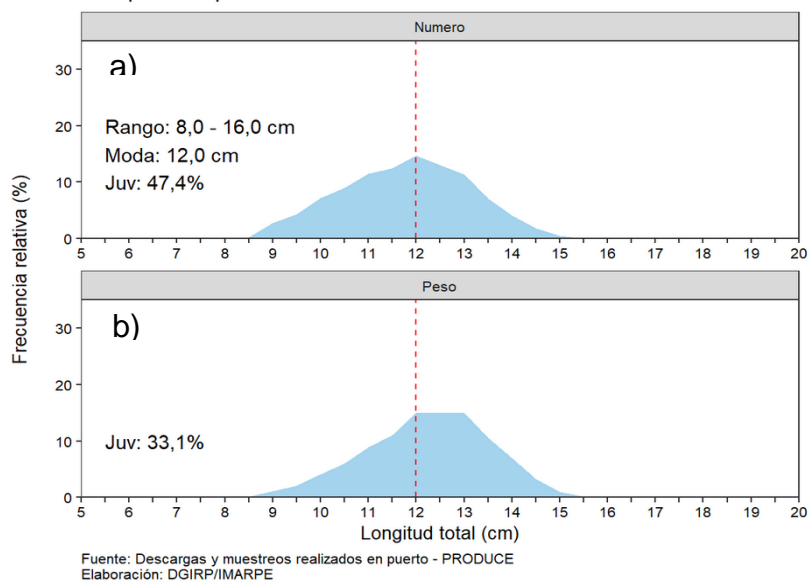 Numero
a)
Rango: 8,0 - 16,0 cm
Moda: 12,0 cm
Juv: 47,4%
30
20
10
0
5 6 7 8 9 10 11 12 13 14 15 16 17 18 19 20
Peso
b)
Juv: 33,1%
30
20
10
0
5 6 7 8 9 10 11 12 13 14 15 16 17 18 19 20
Frecuencia relativa (%)
Longitud total (cm)
Fuente: Descargas y muestreos realizados en puerto - PRODUCE
Elaboración: DGIRP/IMARPE